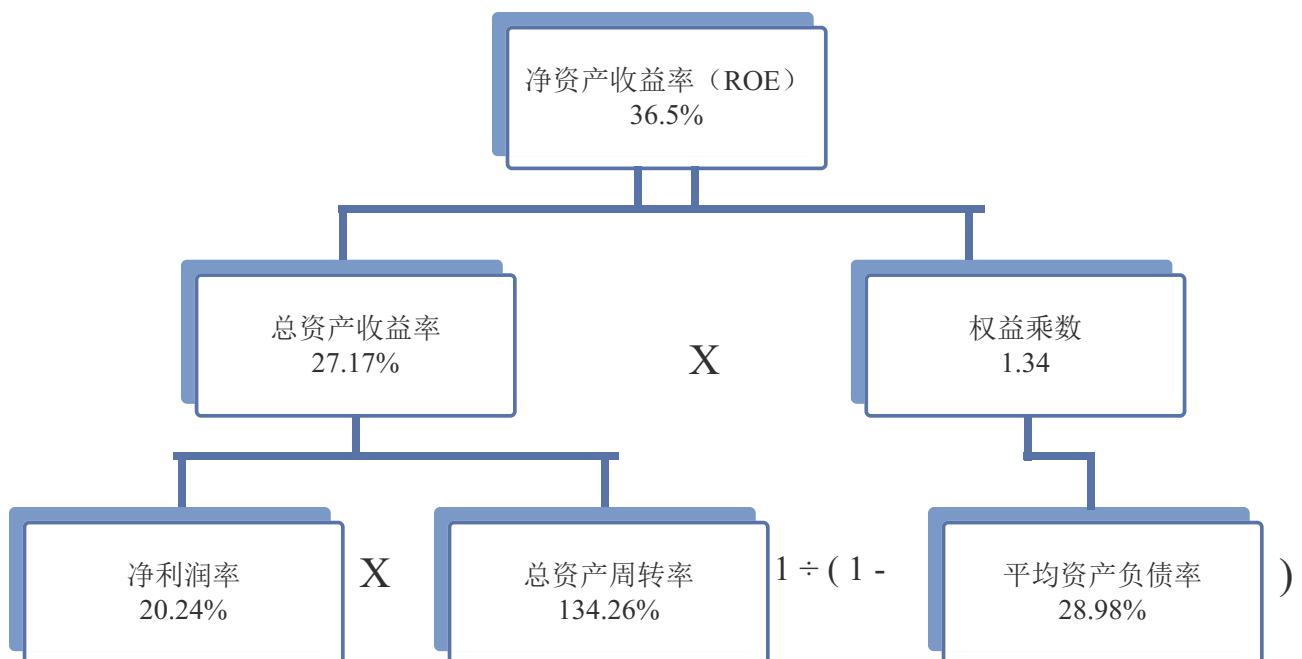 净资产收益率（ROE）
36.5%
总资产收益率
27.17%
X
权益乘数
1.34
净利润率
20.24%
X
总资产周转率
134.26%
1 ÷ ( 1 -
平均资产负债率
28.98%
)